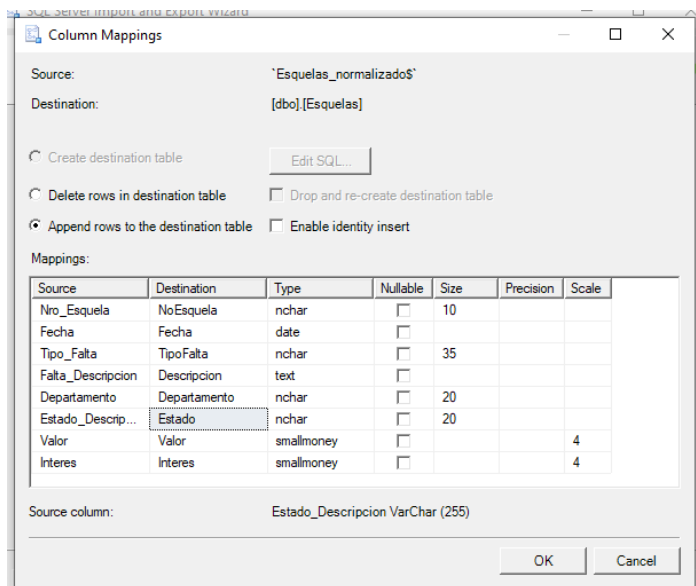 SQL Server Import and Export Wizard
Column Mappings
Source: `Esquelas_normalizado$`
Destination: [dbo].[Esquelas]
Create destination table Edit SQL...
Delete rows in destination table Drop and re-create destination table
Append rows to the destination table Enable identity insert
Mappings:
Source Destination Type Nullable Size Precision Scale
Nro_Esquela NoEsquela nchar 10
Fecha Fecha date
Tipo_Falta TipoFalta nchar 35
Falta_Descripcion Descripcion text
Departamento Departamento nchar 20
Estado_Descrip... Estado nchar 20
Valor Valor smallmoney 4
Interes Interes smallmoney 4
Source column: Estado_Descripcion VarChar (255)
OK Cancel